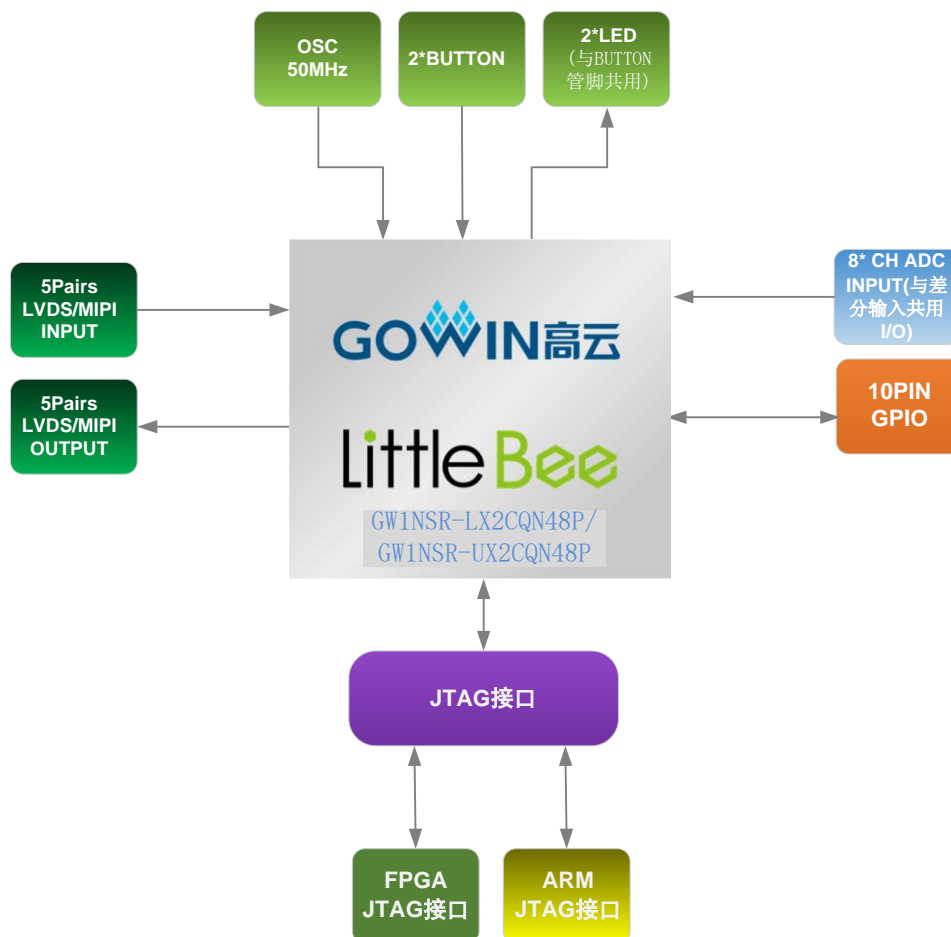 OSC
50MHz
2*BUTTON
2*LED
（与BUTTON
管脚共用）
5Pairs
LVDS/MIPI
INPUT
8* CH ADC
INPUT(与差
分输入共用
I/O)
GOWIN高云
5Pairs
LVDS/MIPI
OUTPUT
10PIN
GPIO
LittleBee
GW1NSR-LX2CQN48P/
GW1NSR-UX2CQN48P
JTAG接口
FPGA
JTAG接口
ARM
JTAG接口